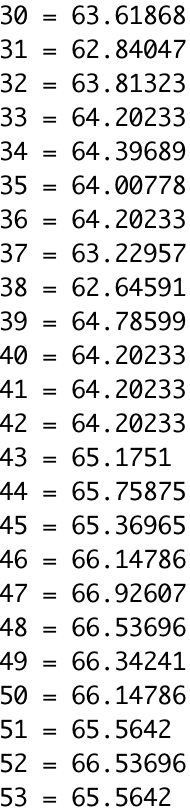 30 = 63.61868
31 = 62.84047
32 = 63.81323
33 = 64.20233
34 = 64.39689
35 = 64.00778
36 = 64.20233
37 = 63.22957
38 = 62.64591
39 = 64.78599
40 = 64.20233
41 = 64.20233
42 = 64.20233
43 = 65.1751
44 = 65.75875
45 = 65.36965
46 = 66.14786
47 = 66.92607
48 = 66.53696
49 = 66.34241
50 = 66.14786
51 = 65.5642
52 = 66.53696
53 = 65.5642